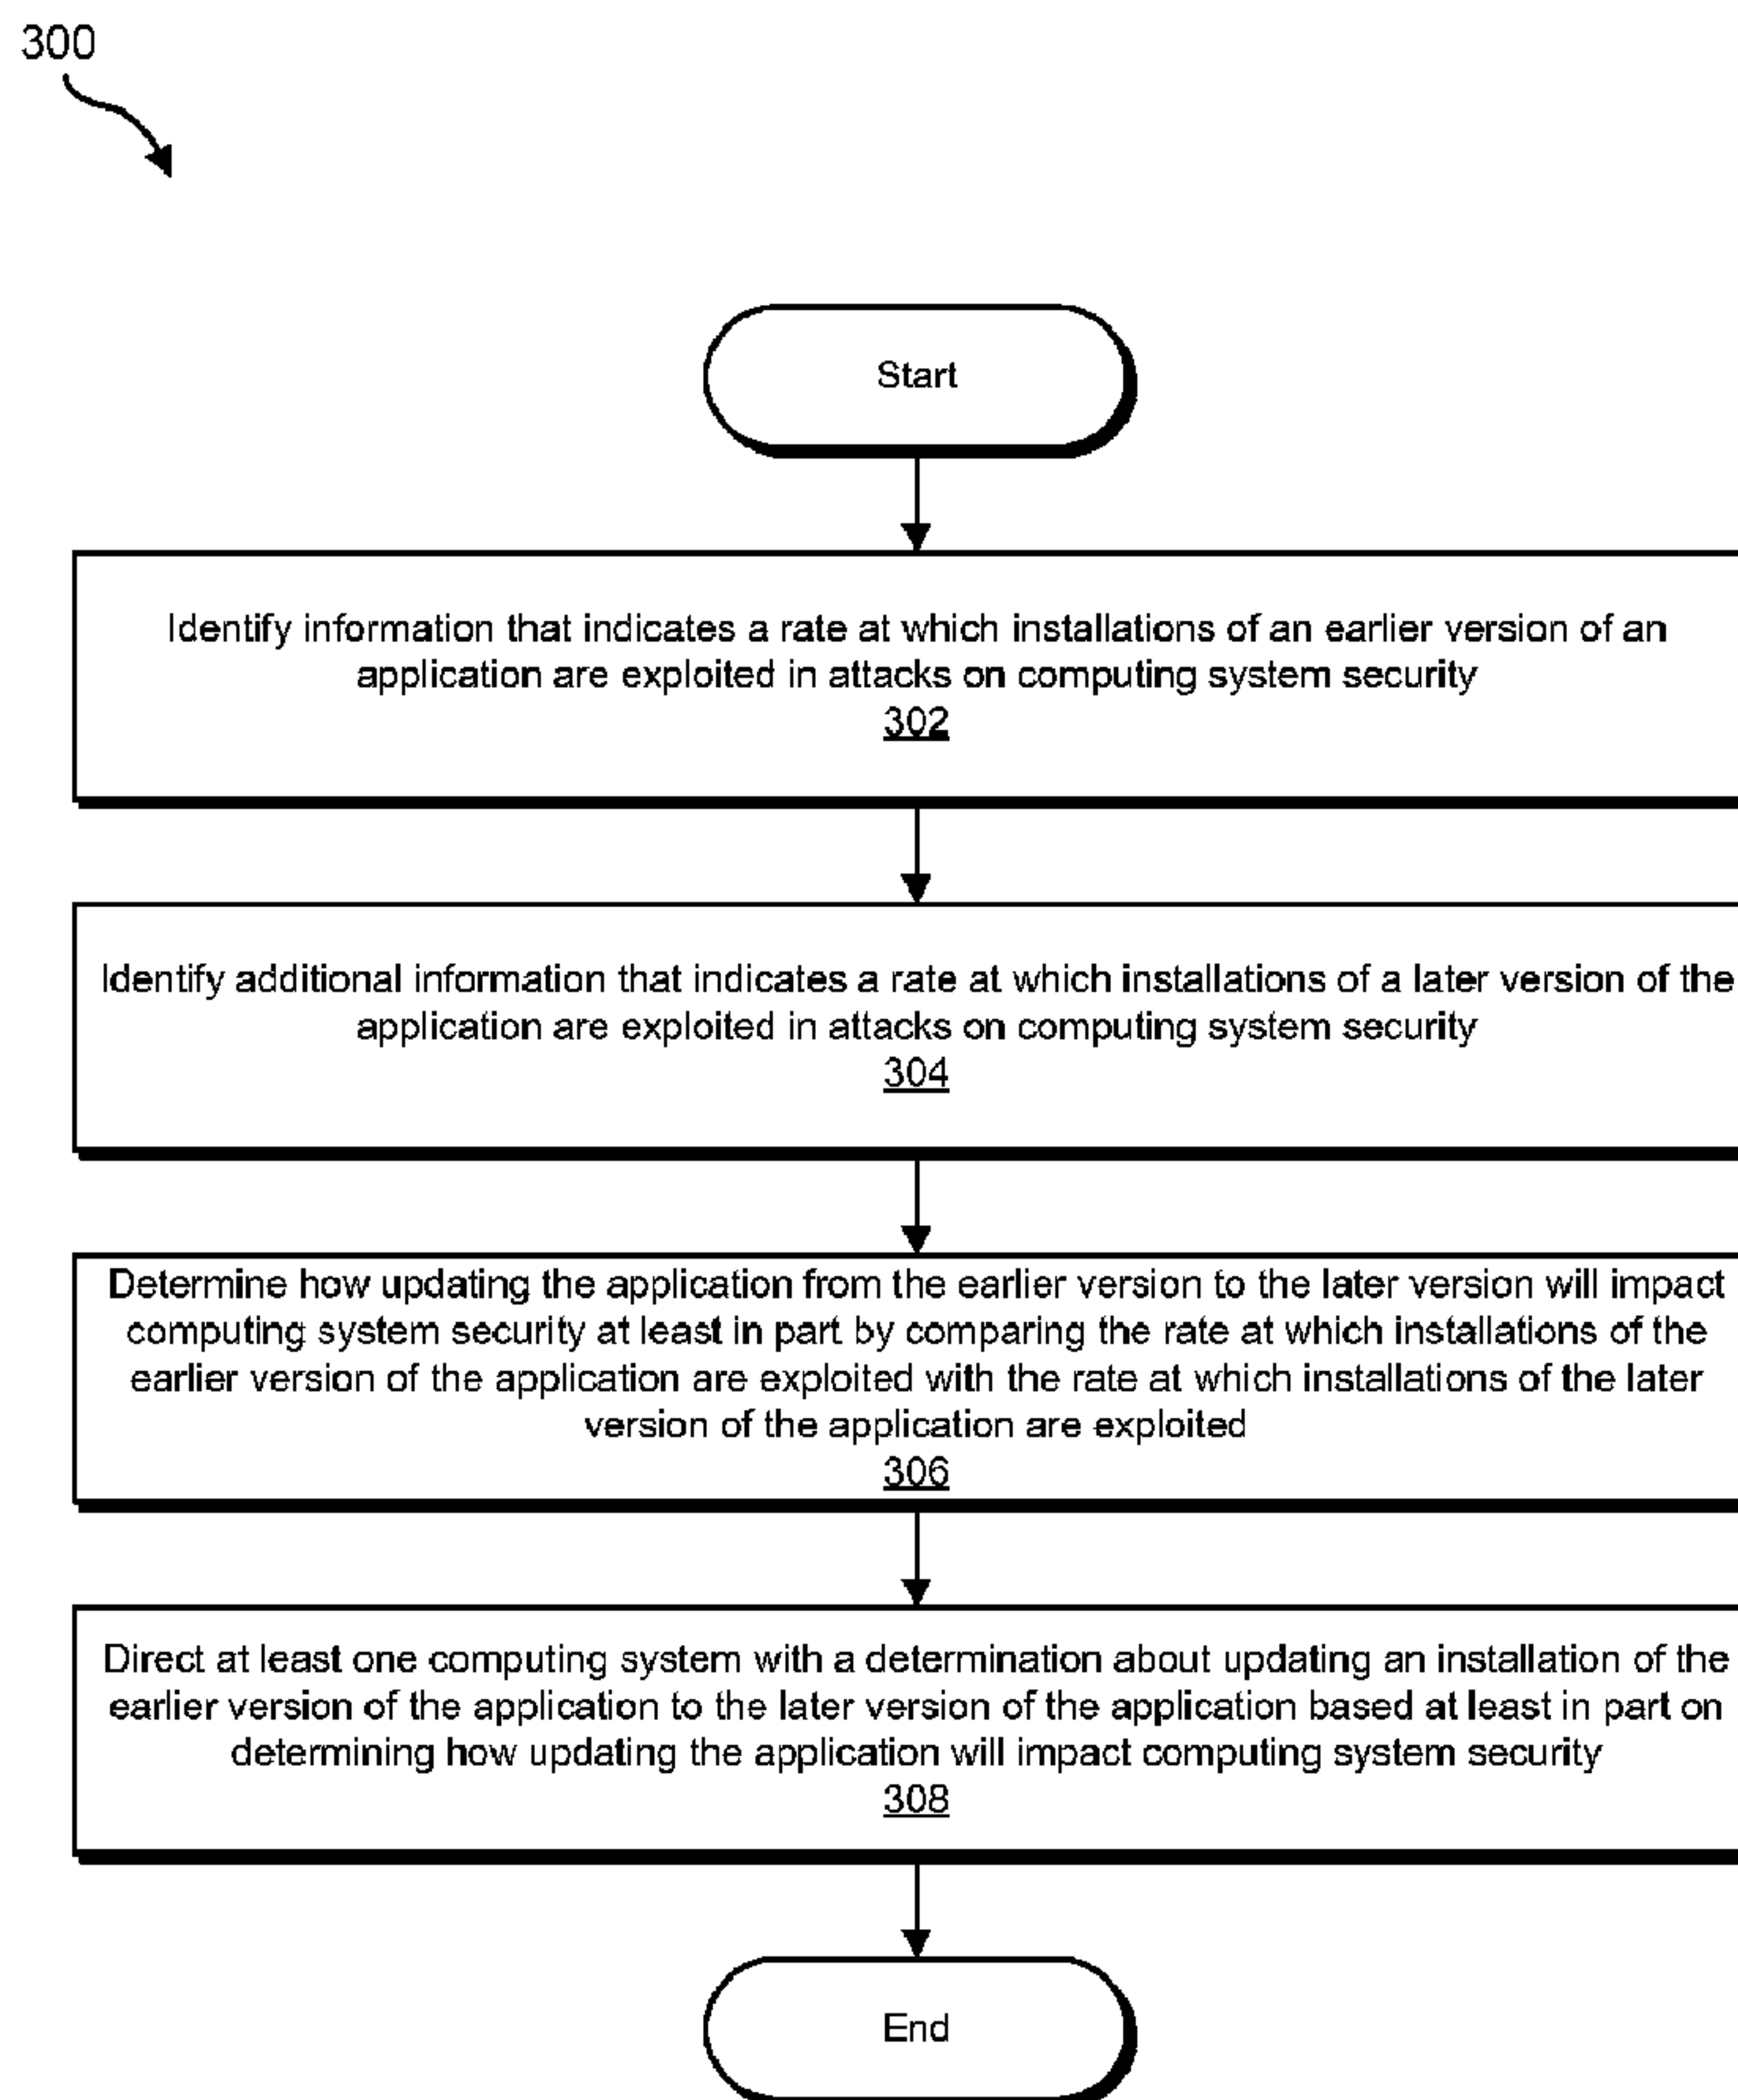 300
Start
Identify information that indicates a rate at which installations of an earlier version of an
application are exploited in attacks on computing system security
302
Identify additional information that indicates a rate at which installations of a later version of the
application are exploited in attacks on computing system security
304
Determine how updating the application from the earlier version to the later version will impact
computing system security at least in part by comparing the rate at which installations of the
earlier version of the application are exploited with the rate at which installations of the later
version of the application are exploited
306
Direct at least one computing system with a determination about updating an installation of the
earlier version of the application to the later version of the application based at least in part on
determining how updating the application will impact computing system security
308
End